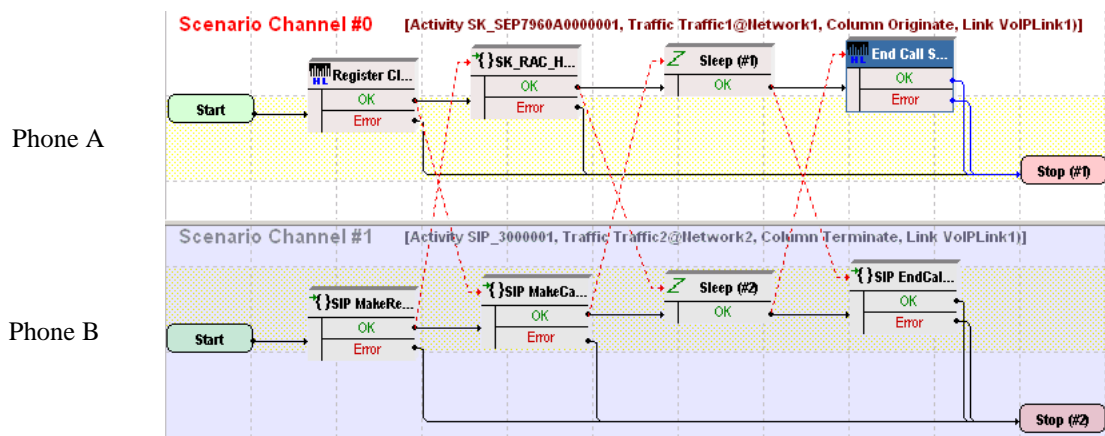 Scenario Channel #0 [Activity SK_SEP7960A0000001, Traffic Traffic1@Network1, Column Originate, Link VoIPLink1)]
Phone A
Start
HL Register Cl...
OK
Error
{}SK_RAC_H...
OK
Error
Sleep (#1)
OK
HL End Call S...
OK
Error
Stop (#1)
Scenario Channel #1 [Activity SIP_3000001, Traffic Traffic2@Network2, Column Terminate, Link VoIPLink1)]
Phone B
Start
{}SIP MakeRe...
OK
Error
{}SIP MakeCa...
OK
Error
Sleep (#2)
OK
{}SIP EndCal...
OK
Error
Stop (#2)